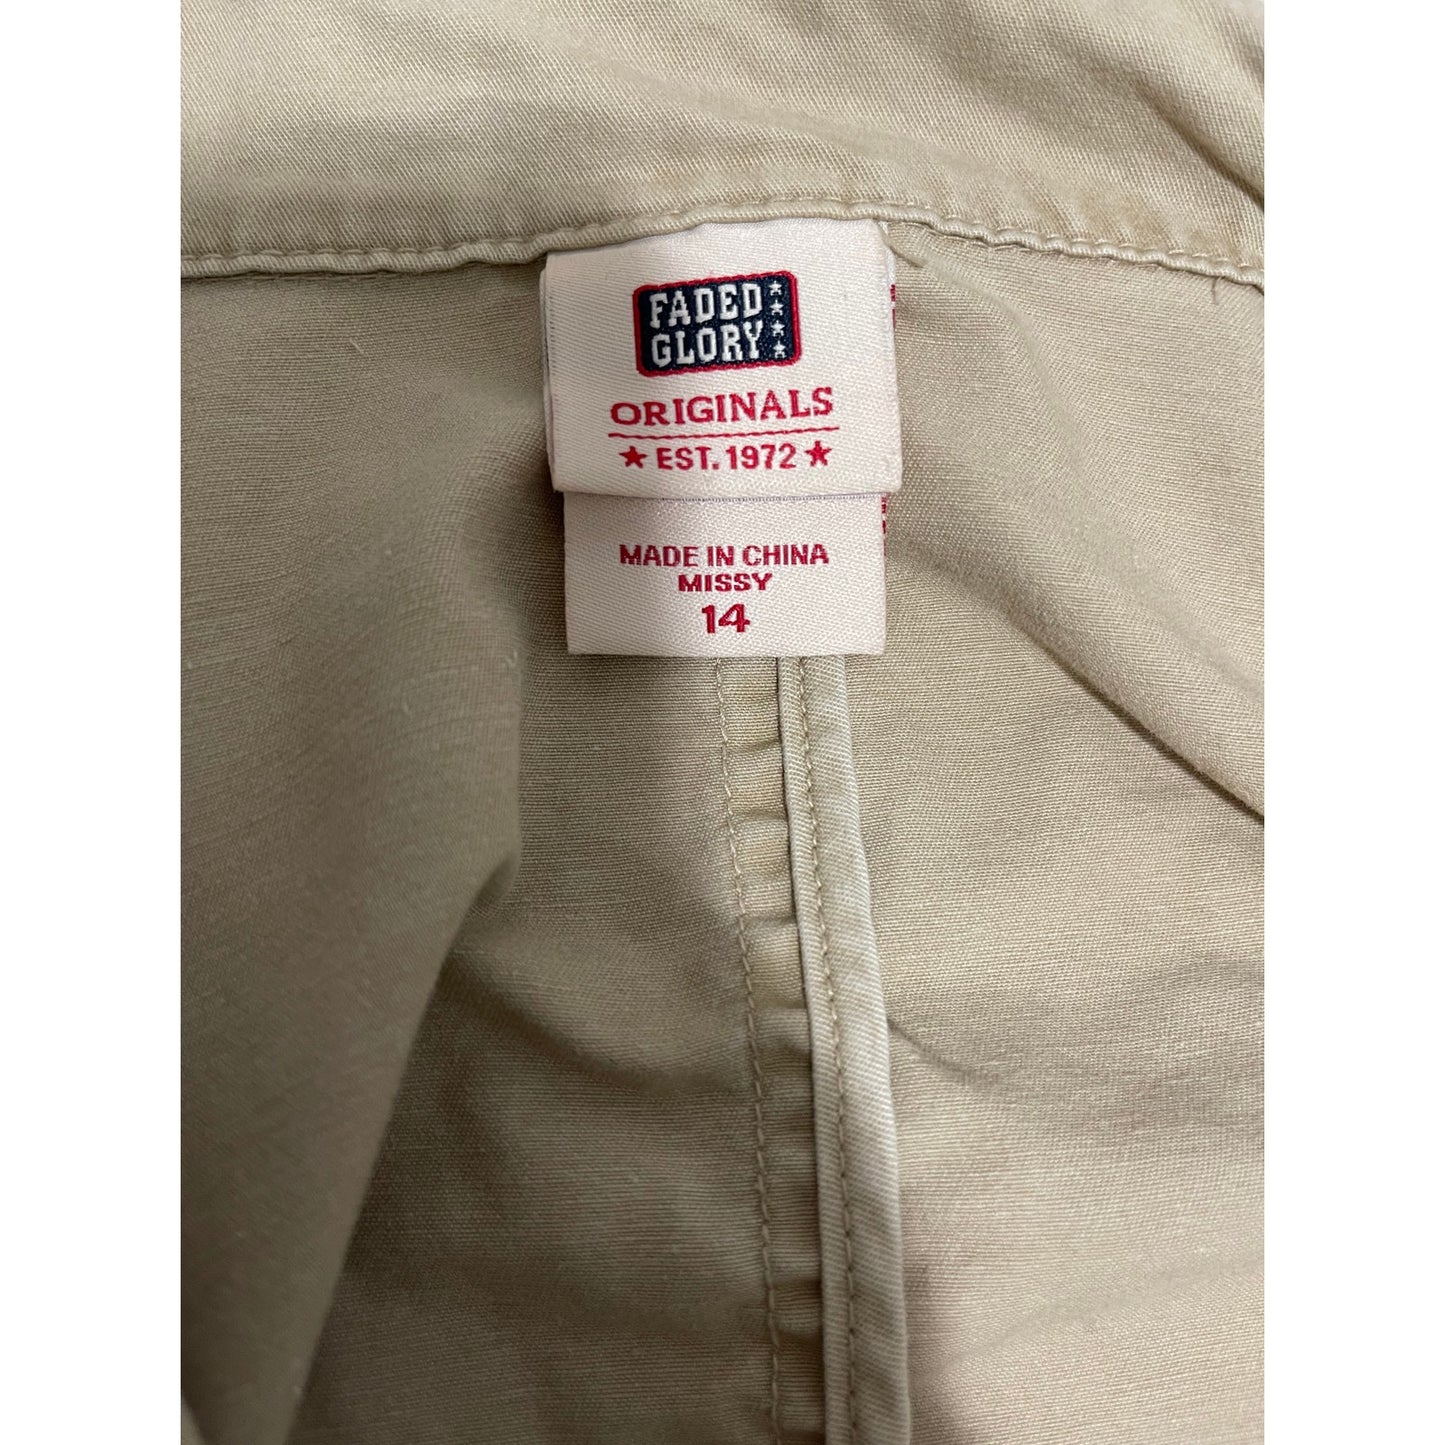 FADED
GLORY
ORIGINALS
★ EST. 1972 ★
MADE IN CHINA
MISSY
14